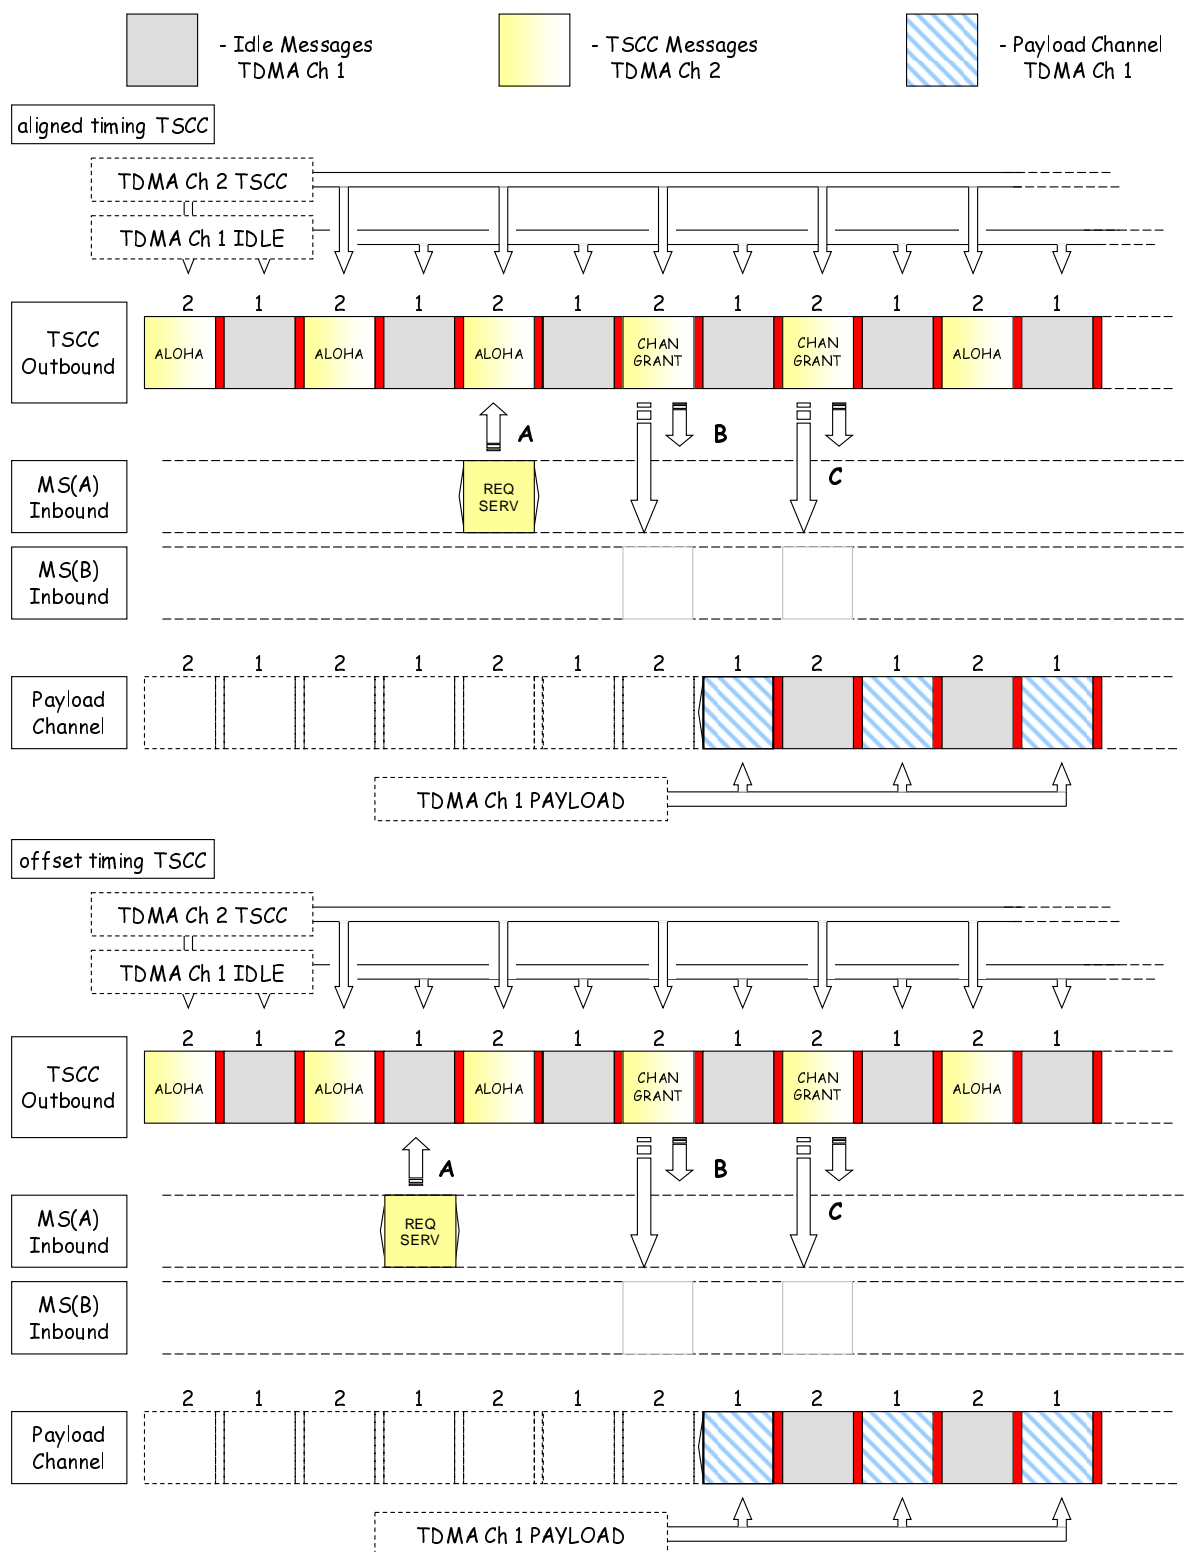 - Idle Messages
TDMA Ch 1
- TSCC Messages
TDMA Ch 2
- Payload Channel
TDMA Ch 1
aligned timing TSCC
TDMA Ch 2 TSCC
TDMA Ch 1 IDLE
2 1 2 1 2 1 2 1 2 1 2 1
TSCC
Outbound
ALOHA
ALOHA
ALOHA
CHAN
GRANT
CHAN
GRANT
ALOHA
A
B
C
MS(A)
Inbound
REQ
SERV
MS(B)
Inbound
2 1 2 1 2 1 2 1 2 1 2 1
Payload
Channel
TDMA Ch 1 PAYLOAD
offset timing TSCC
TDMA Ch 2 TSCC
TDMA Ch 1 IDLE
2 1 2 1 2 1 2 1 2 1 2 1
TSCC
Outbound
ALOHA
ALOHA
ALOHA
CHAN
GRANT
CHAN
GRANT
ALOHA
A
B
C
MS(A)
Inbound
REQ
SERV
MS(B)
Inbound
2 1 2 1 2 1 2 1 2 1 2 1
Payload
Channel
TDMA Ch 1 PAYLOAD